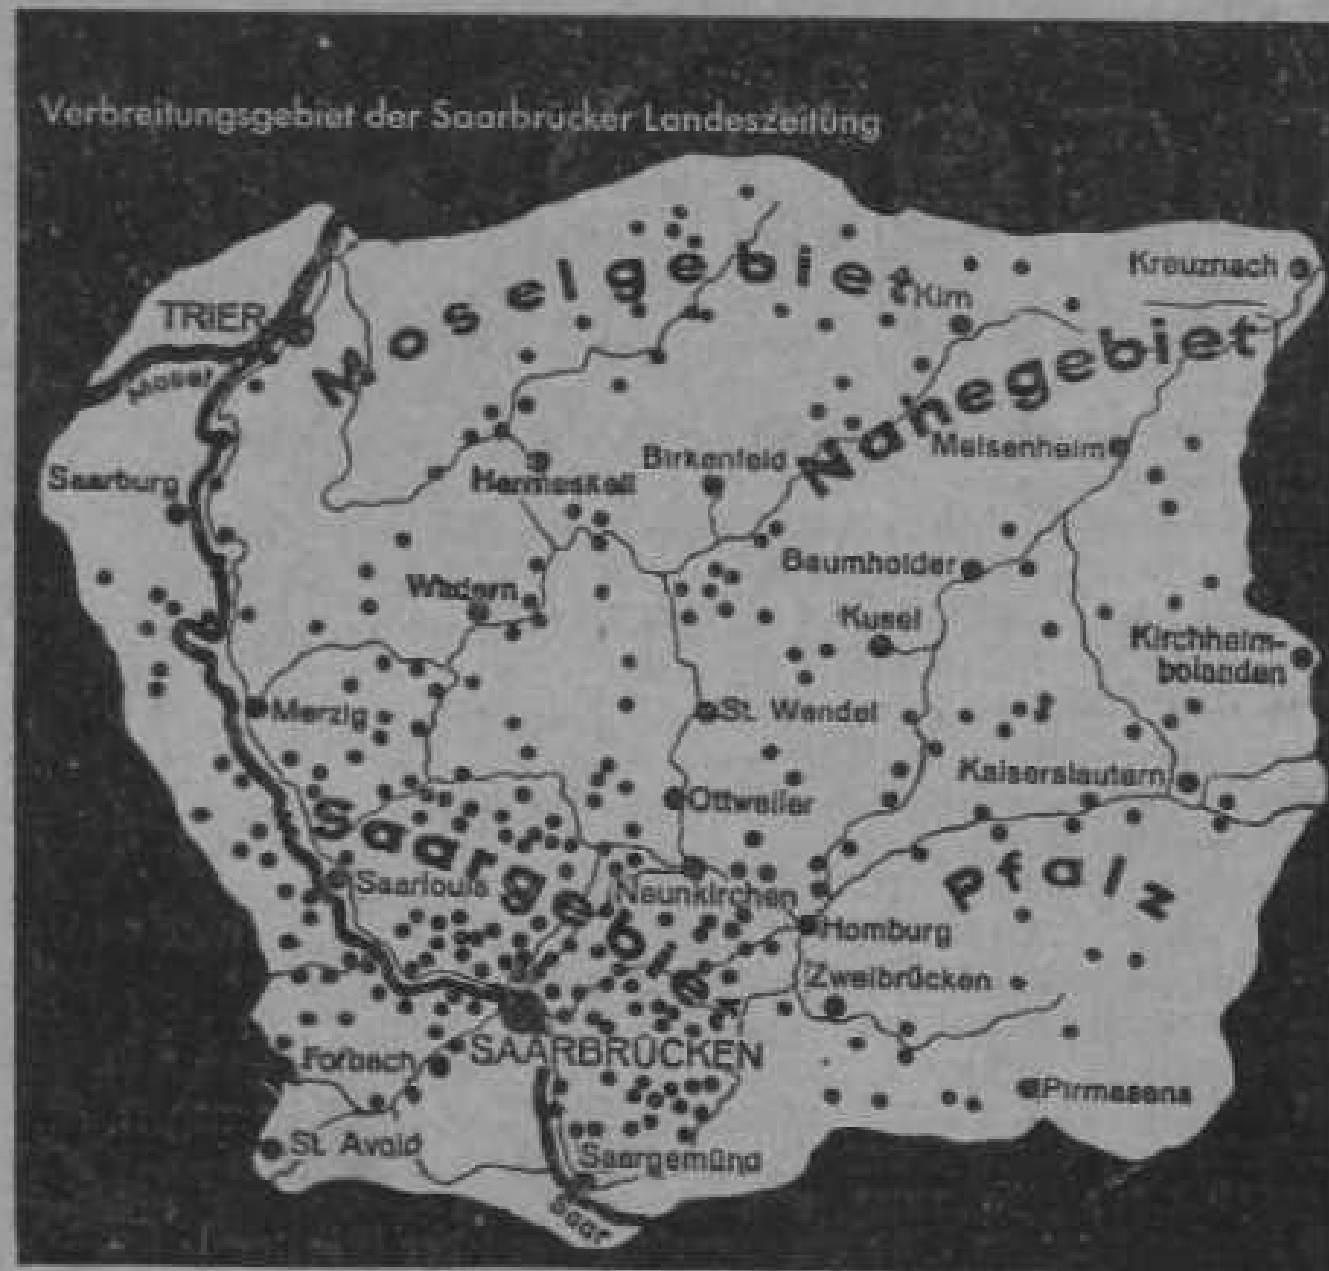 Verbreitungsgebiet der Saarbrücker Landeszeitung
Moselgebiet
Kreuznach
Kirn
TRIER
Nahegebiet
Mosel
Meisenheim
Birkenfeld
Saarburg
Hermeskeil
Baumholder
Wadern
Kusel
Kirchheim-
bolanden
Merzig
St. Wendel
Kaiserslautern
Ottweiler
Saargebiet
Pfalz
Saarlouis
Neunkirchen
Homburg
Zweibrücken
SAARBRÜCKEN
Forbach
Pirmasens
St. Avold
Saargemünd
Saar